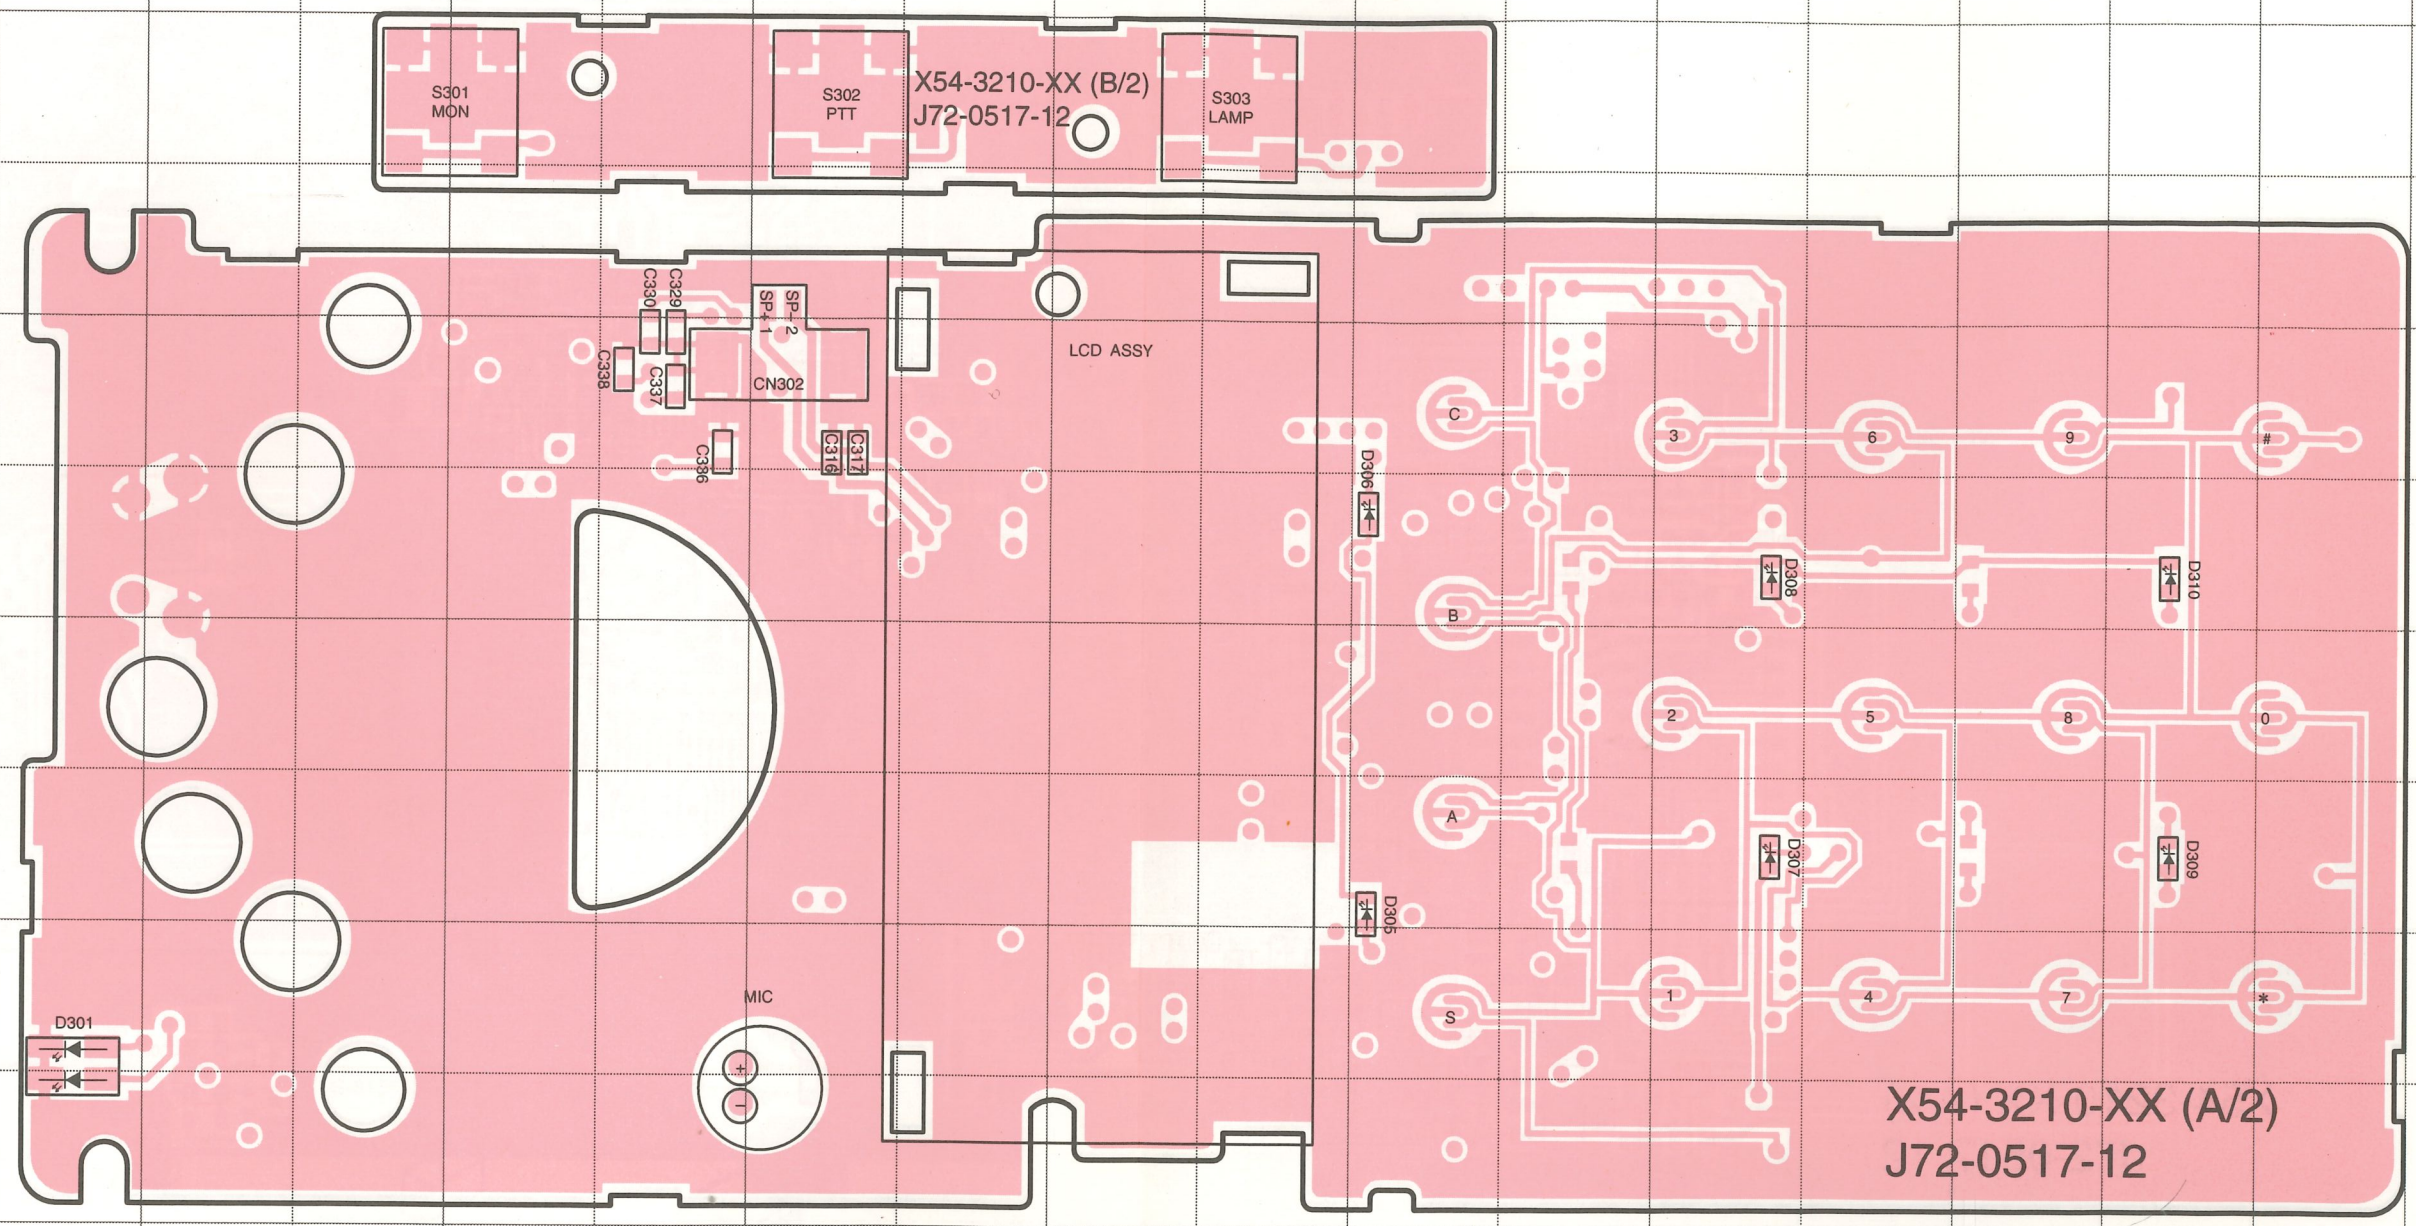 S301
MON
S302
PTT
X54-3210-XX (B/2)
J72-0517-12
S303
LAMP
C330
C329
SP+ 1
SP- 2
C338
C337
CN302
LCD ASSY
C336
C316
C317
D306
C
3
6
9
#
D308
D310
B
2
5
8
0
A
D307
D309
D305
MIC
+
-
D301
S
1
4
7
*
X54-3210-XX (A/2)
J72-0517-12